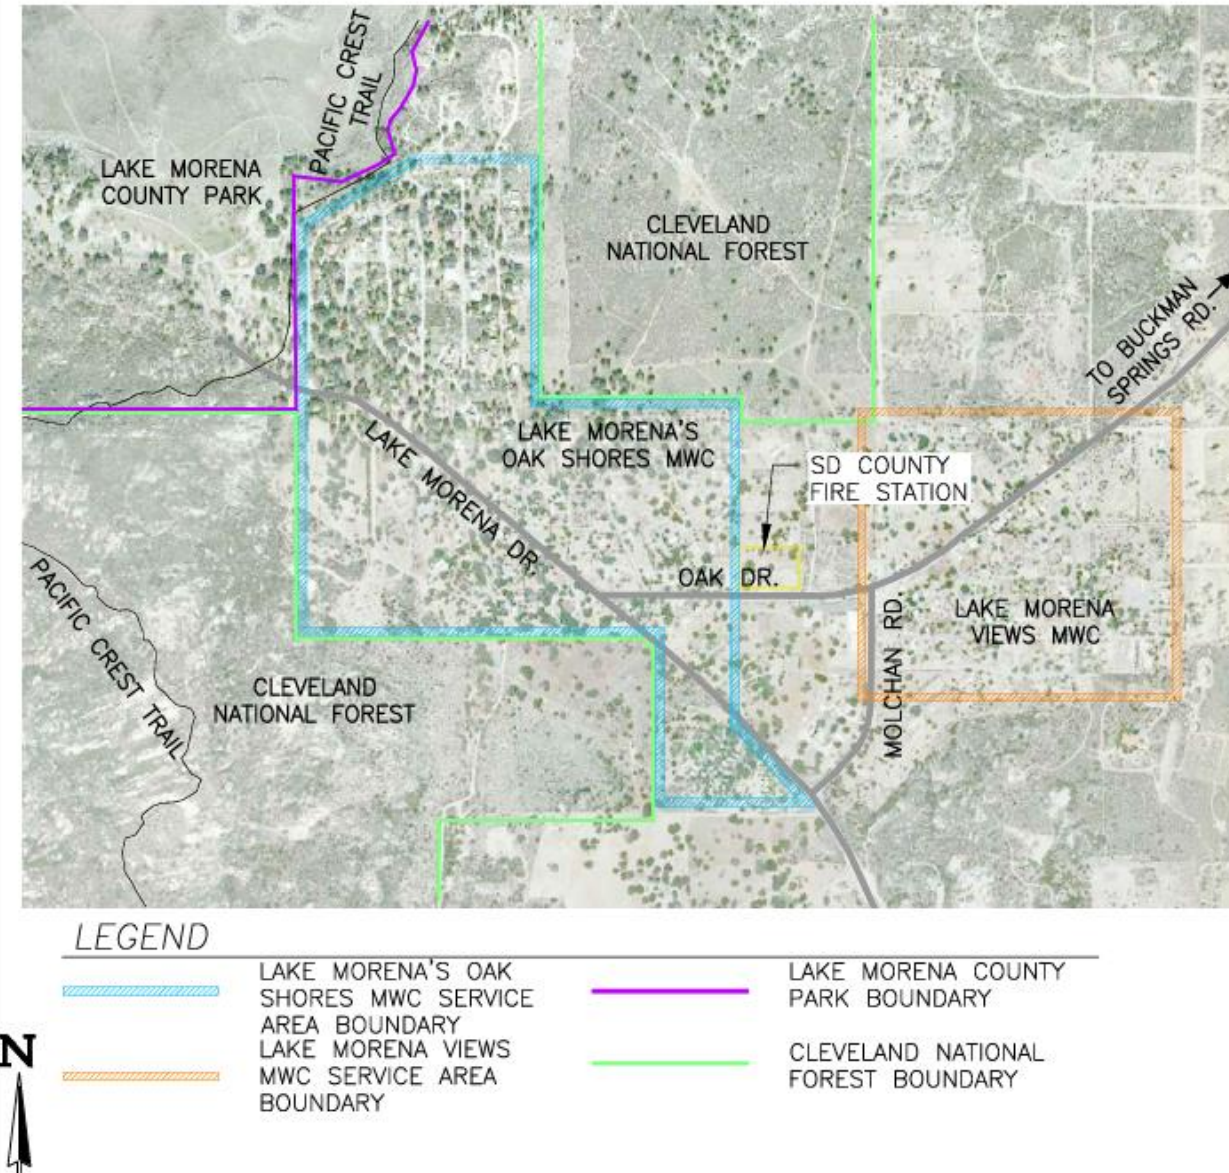 PACIFIC CREST
TRAIL
LAKE MORENA
COUNTY PARK
CLEVELAND
NATIONAL FOREST
TO BUCKMAN
SPRINGS RD.
LAKE MORENA'S
OAK SHORES MWC
LAKE MORENA DR.
SD COUNTY
FIRE STATION
OAK DR.
MOLCHAN RD.
LAKE MORENA
VIEWS MWC
PACIFIC CREST TRAIL
CLEVELAND
NATIONAL FOREST
LEGEND
LAKE MORENA'S OAK
SHORES MWC SERVICE
AREA BOUNDARY
LAKE MORENA VIEWS
MWC SERVICE AREA
BOUNDARY
LAKE MORENA COUNTY
PARK BOUNDARY
CLEVELAND NATIONAL
FOREST BOUNDARY
N